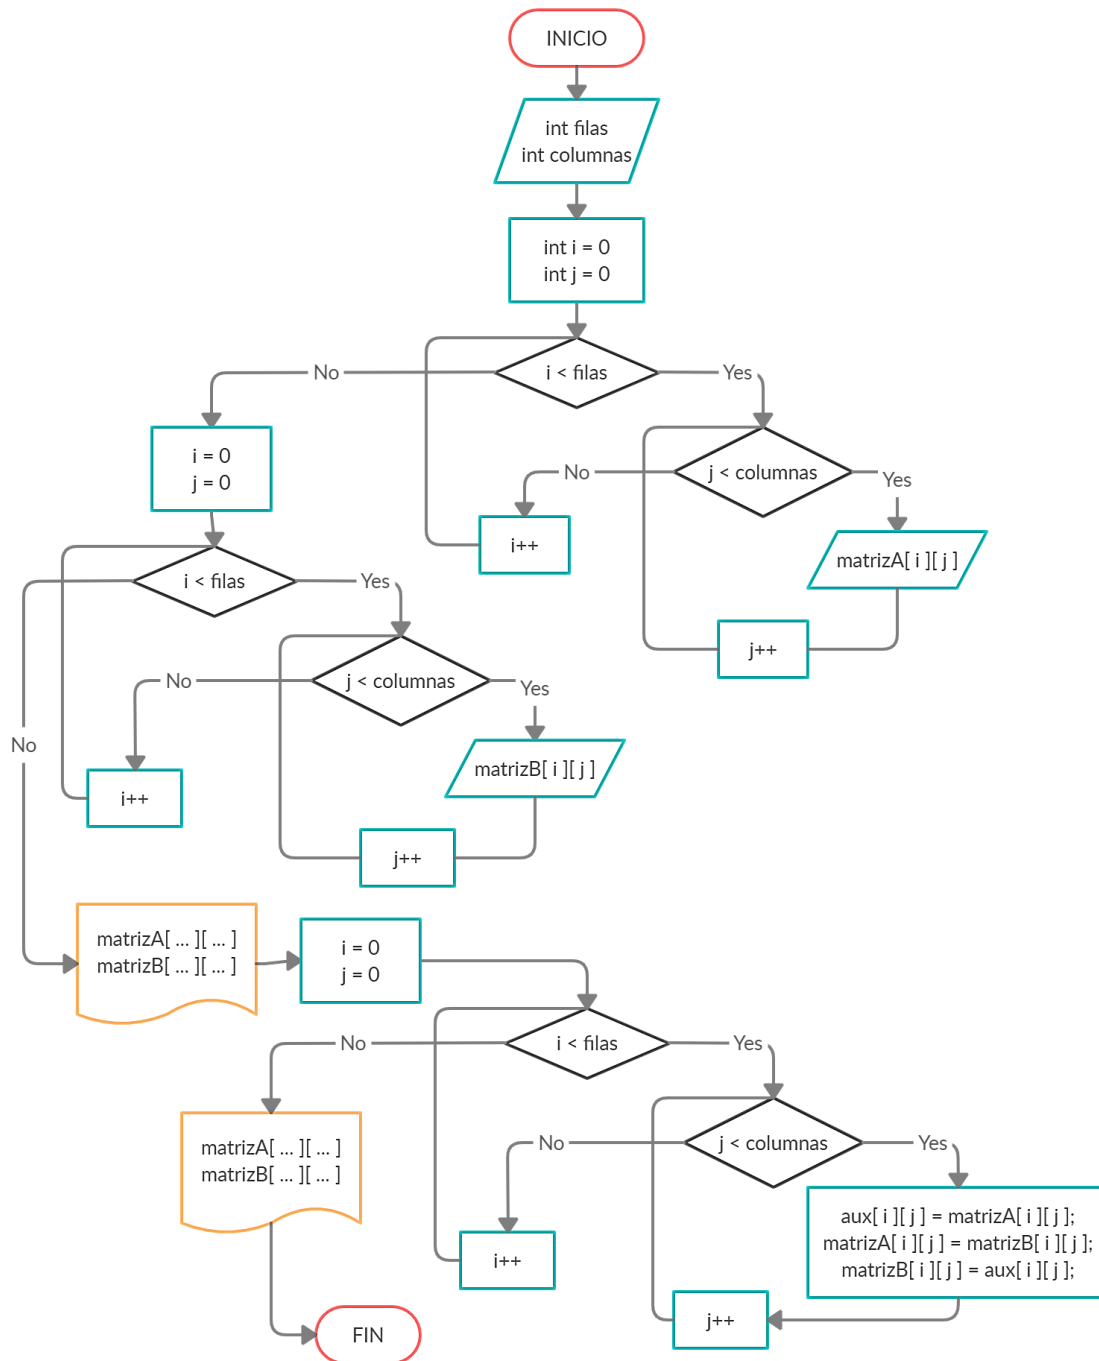 INICIO
int filas
int columnas
int i = 0
int j = 0
i < filas
No
Yes
i = 0
j = 0
j < columnas
No
Yes
i++
matrizA[ i ][ j ]
j++
i < filas
Yes
No
j < columnas
No
Yes
i++
matrizB[ i ][ j ]
j++
matrizA[ ... ][ ... ]
matrizB[ ... ][ ... ]
i = 0
j = 0
i < filas
No
Yes
matrizA[ ... ][ ... ]
matrizB[ ... ][ ... ]
j < columnas
No
Yes
i++
aux[ i ][ j ] = matrizA[ i ][ j ];
matrizA[ i ][ j ] = matrizB[ i ][ j ];
matrizB[ i ][ j ] = aux[ i ][ j ];
j++
FIN